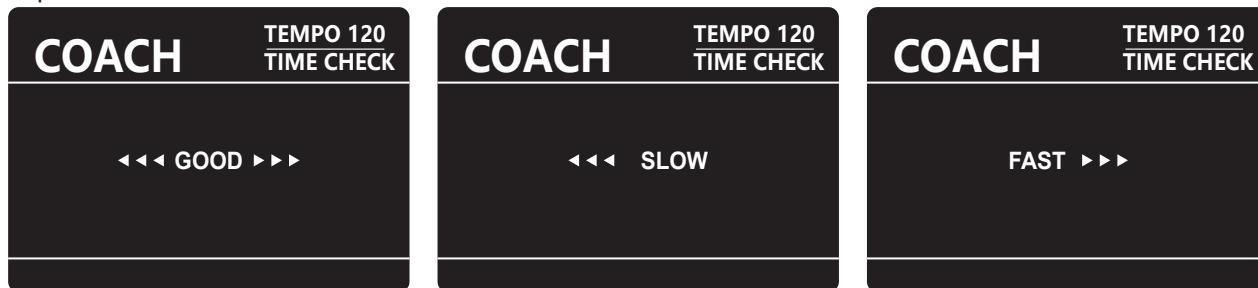 COACH
TEMPO 120
TIME CHECK
◄◄◄ GOOD ►►►
COACH
TEMPO 120
TIME CHECK
◄◄◄ SLOW
COACH
TEMPO 120
TIME CHECK
FAST ►►►